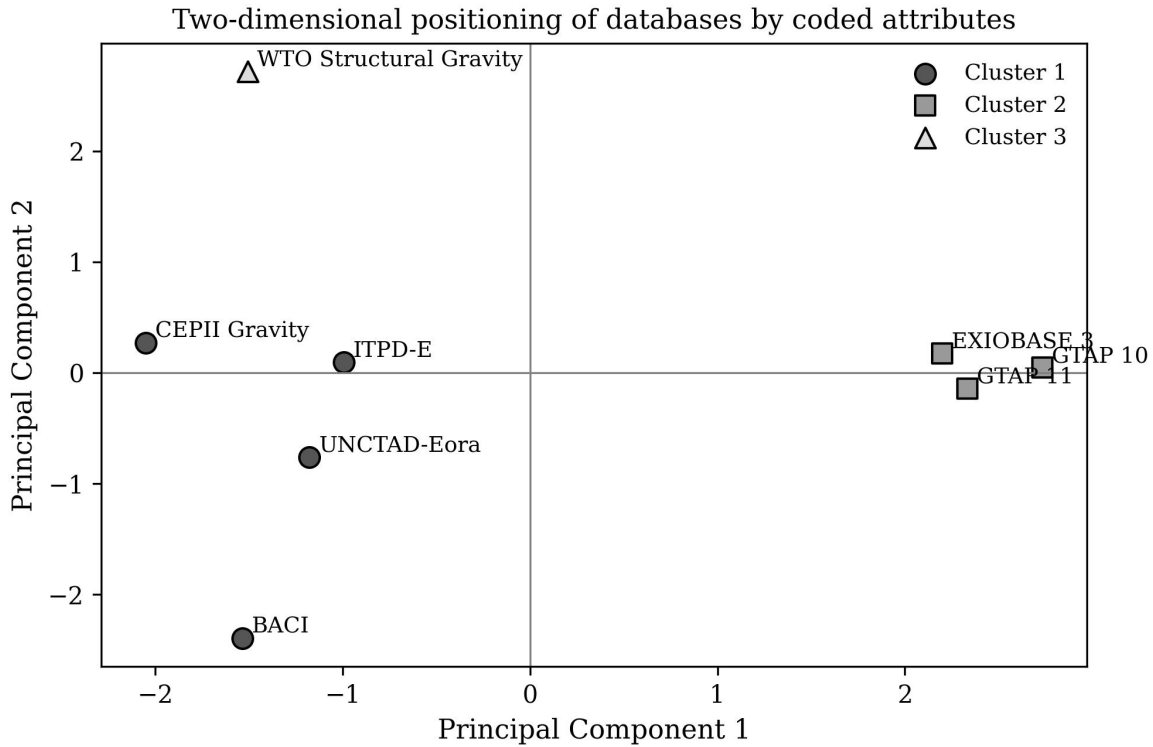 Two-dimensional positioning of databases by coded attributes
WTO Structural Gravity
Cluster 1
Cluster 2
Cluster 3
CEPII Gravity
ITPD-E
EXIOBASE 3
GTAP 10
GTAP 11
UNCTAD-Eora
BACI
2
1
0
−1
−2
Principal Component 2
−2
−1
0
1
2
Principal Component 1